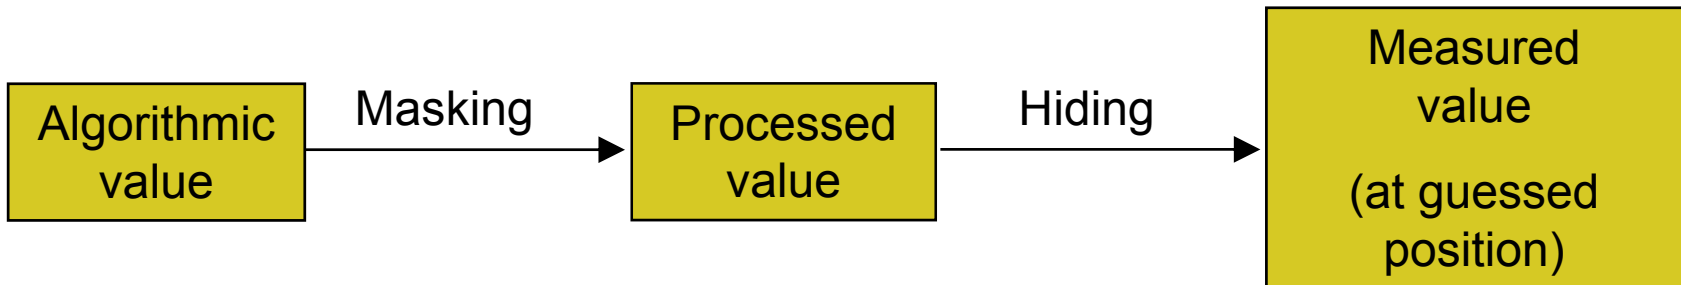 Algorithmic
value
Masking
Processed
value
Hiding
Measured
value
(at guessed
position)